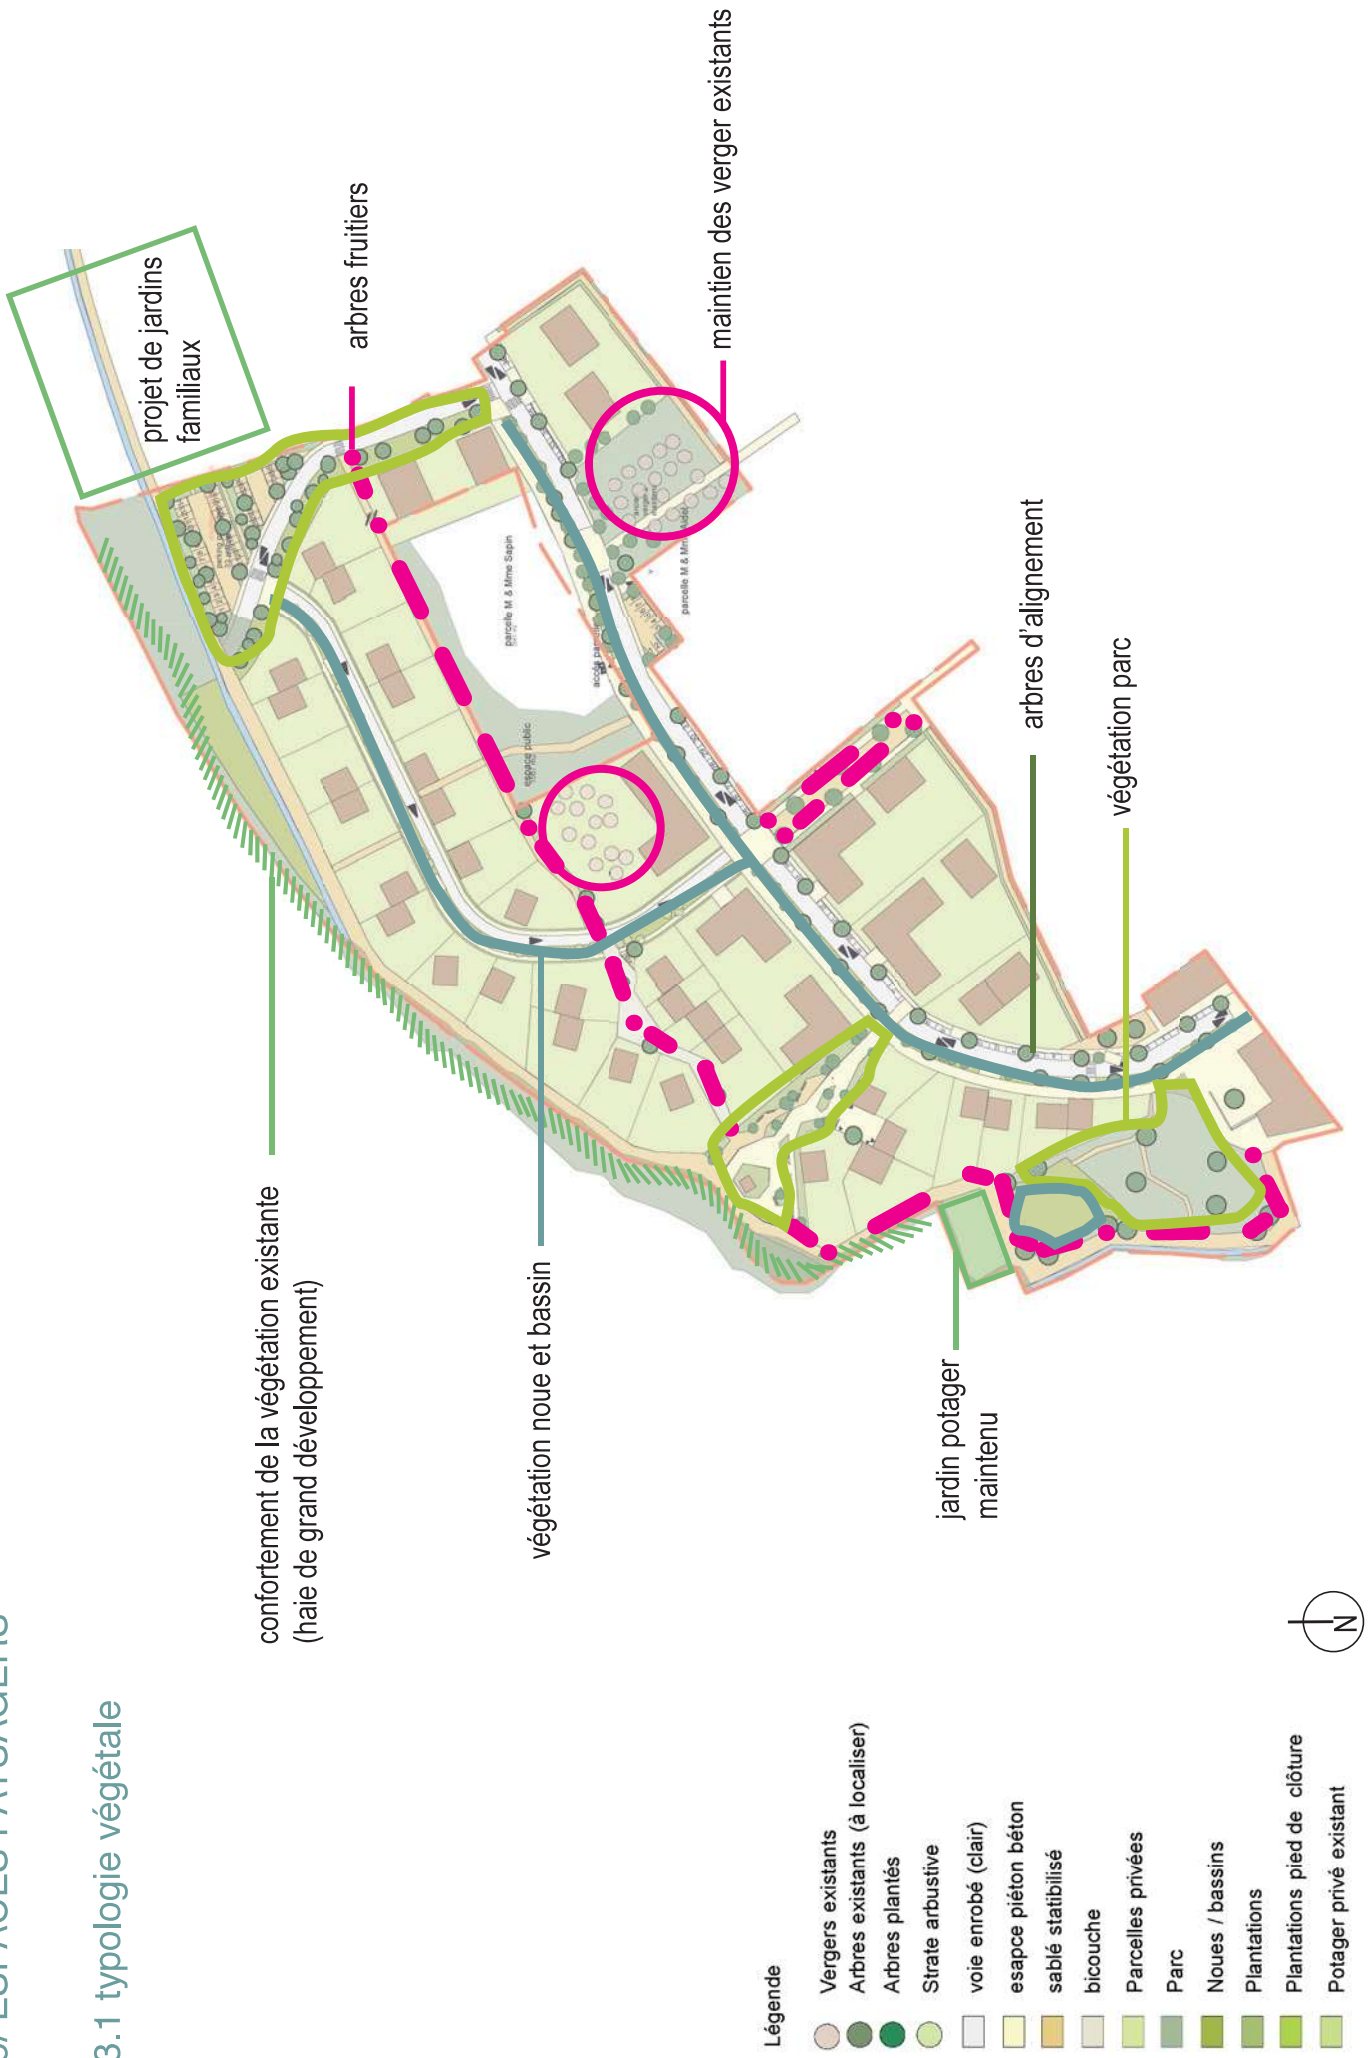 3.1 typologie végétale
projet de jardins
familiaux
arbres fruitiers
maintien des verger existants
confortement de la végétation existante
(haie de grand développement)
végétation noue et bassin
arbres d'alignement
végétation parc
jardin potager
maintenu
parcelle M & Mme Sapin
espace public
parcelle M & Mme
Légende
Vergers existants
Arbres existants (à localiser)
Arbres plantés
Strate arbustive
voie enrobé (clair)
esapce piéton béton
sablé statibilisé
bicouche
Parcelles privées
Parc
Noues / bassins
Plantations
Plantations pied de clôture
Potager privé existant
N